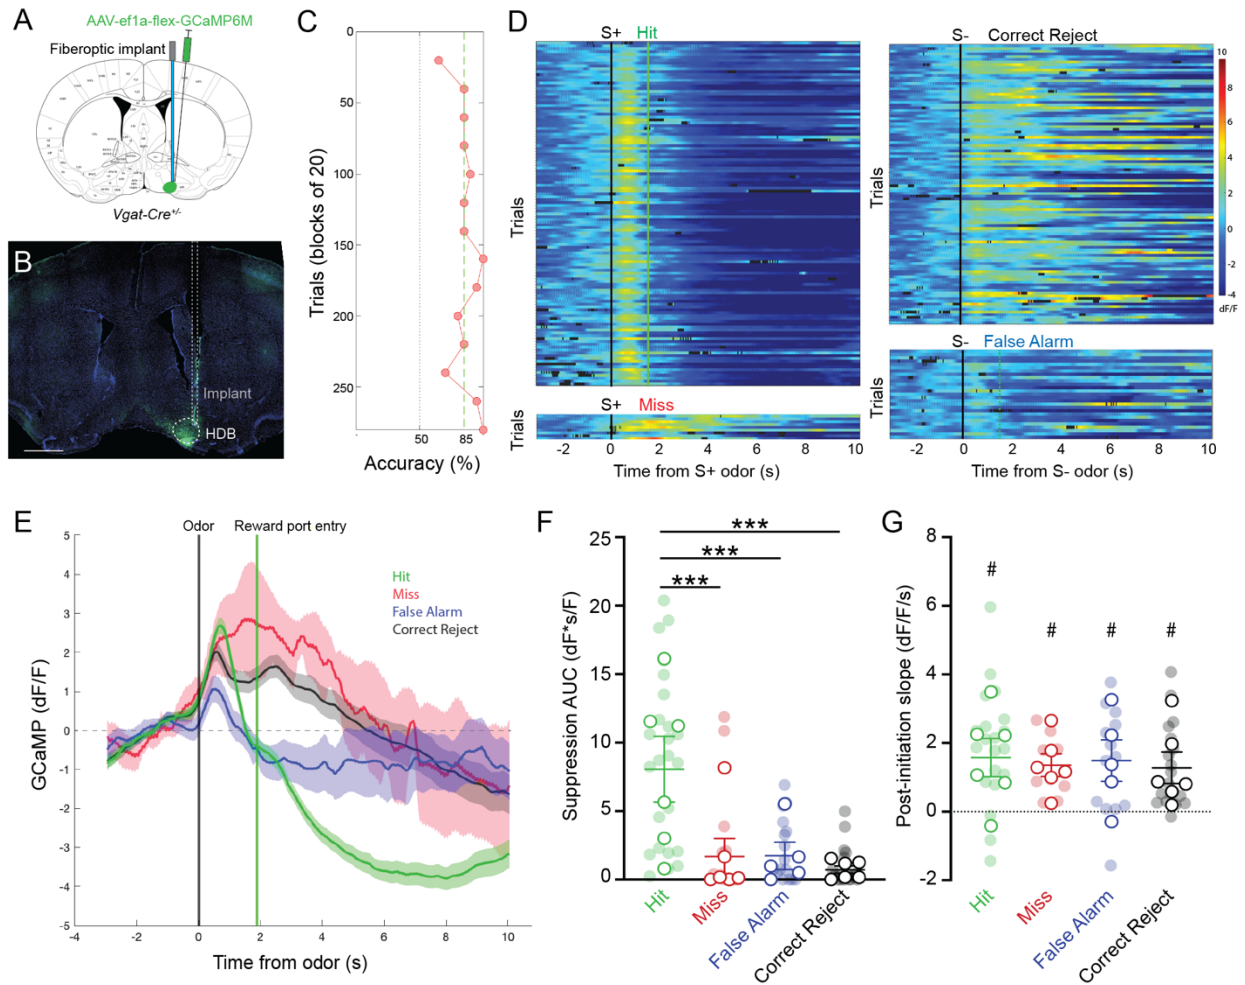 A
AAV-ef1a-flex-GCaMP6M
Fiberoptic implant
Vgat-Cre+/-
B
Implant
HDB
C
0
50
100
150
200
250
Trials (blocks of 20)
50 85
Accuracy (%)
D
S+ Hit
Trials
S+ Miss
Trials
-2 0 2 4 6 8 10
Time from S+ odor (s)
S- Correct Reject
Trials
10
8
6
4
2
0
-2
-4
dF/F
S- False Alarm
Trials
-2 0 2 4 6 8 10
Time from S- odor (s)
E
Odor Reward port entry
Hit
Miss
False Alarm
Correct Reject
5
4
3
2
1
0
-1
-2
-3
-4
-5
GCaMP (dF/F)
-4 -2 0 2 4 6 8 10
Time from odor (s)
F
***
***
***
25
20
15
10
5
0
Suppression AUC (dF*s/F)
Hit
Miss
False Alarm
Correct Reject
G
8
6
4
2
0
-2
Post-initiation slope (dF/F/s)
#
# # #
Hit
Miss
False Alarm
Correct Reject